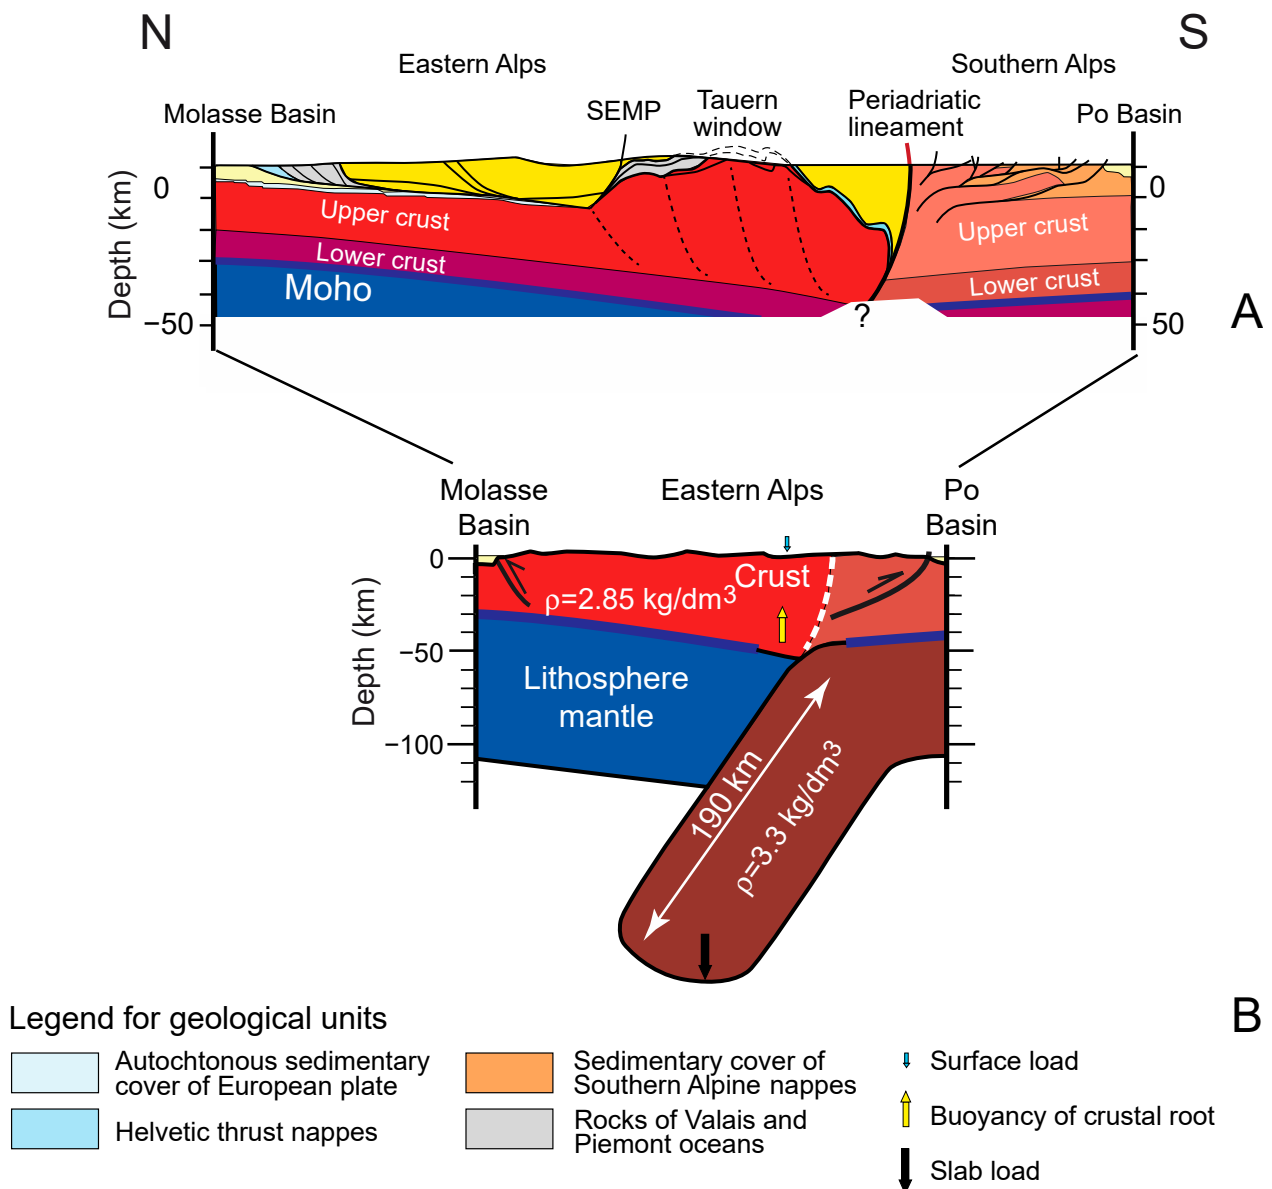 N
S
Eastern Alps
Southern Alps
Molasse Basin
SEMP
Tauern
window
Periadriatic
lineament
Po Basin
Depth (km)
0
−50
Upper crust
Lower crust
Moho
?
Upper crust
Lower crust
0
50
A
Molasse
Basin
Eastern Alps
Po
Basin
Depth (km)
0
−50
−100
Crust
ρ=2.85 kg/dm³
Lithosphere
mantle
190 km
ρ=3.3 kg/dm³
B
Legend for geological units
Autochtonous sedimentary
cover of European plate
Helvetic thrust nappes
Sedimentary cover of
Southern Alpine nappes
Rocks of Valais and
Piemont oceans
Surface load
Buoyancy of crustal root
Slab load